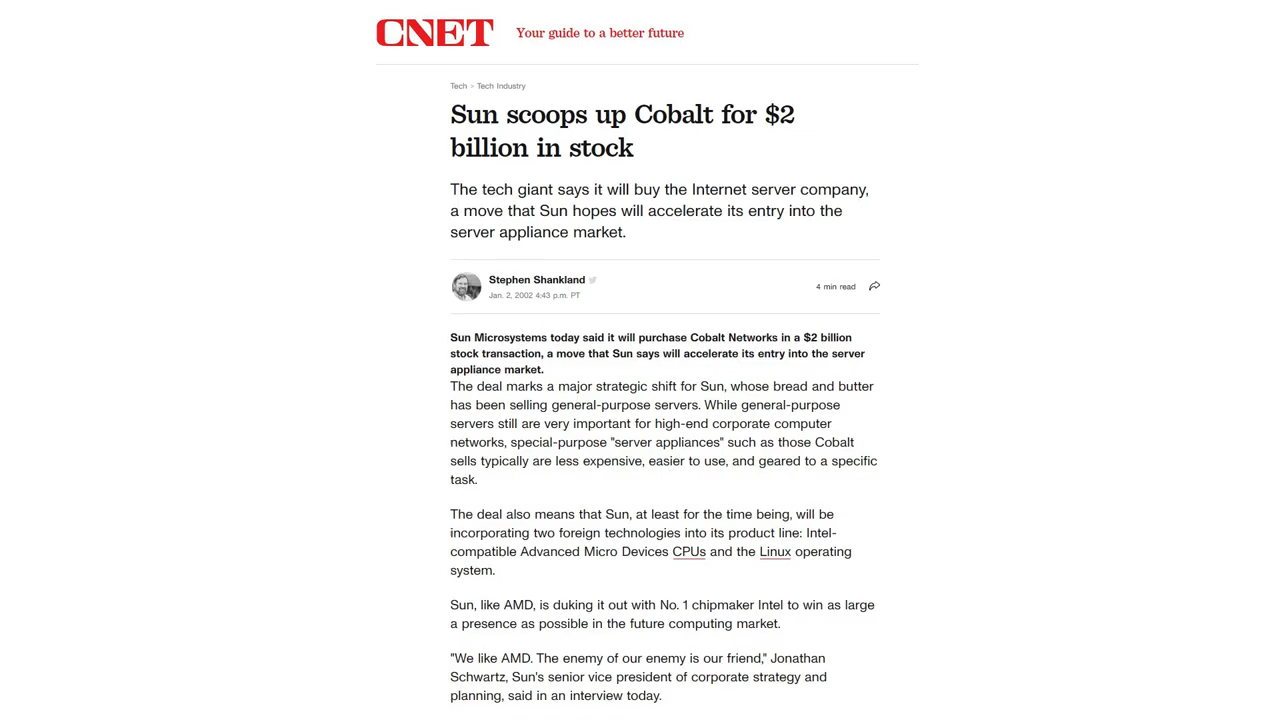 CNET
Your guide to a better future
Tech > Tech Industry
Sun scoops up Cobalt for $2
billion in stock
The tech giant says it will buy the Internet server company,
a move that Sun hopes will accelerate its entry into the
server appliance market.
Stephen Shankland
Jan. 2, 2002 4:43 p.m. PT
4 min read
Sun Microsystems today said it will purchase Cobalt Networks in a $2 billion
stock transaction, a move that Sun says will accelerate its entry into the server
appliance market.
The deal marks a major strategic shift for Sun, whose bread and butter
has been selling general-purpose servers. While general-purpose
servers still are very important for high-end corporate computer
networks, special-purpose "server appliances" such as those Cobalt
sells typically are less expensive, easier to use, and geared to a specific
task.
The deal also means that Sun, at least for the time being, will be
incorporating two foreign technologies into its product line: Intel-
compatible Advanced Micro Devices CPUs and the Linux operating
system.
Sun, like AMD, is duking it out with No. 1 chipmaker Intel to win as large
a presence as possible in the future computing market.
"We like AMD. The enemy of our enemy is our friend," Jonathan
Schwartz, Sun's senior vice president of corporate strategy and
planning, said in an interview today.